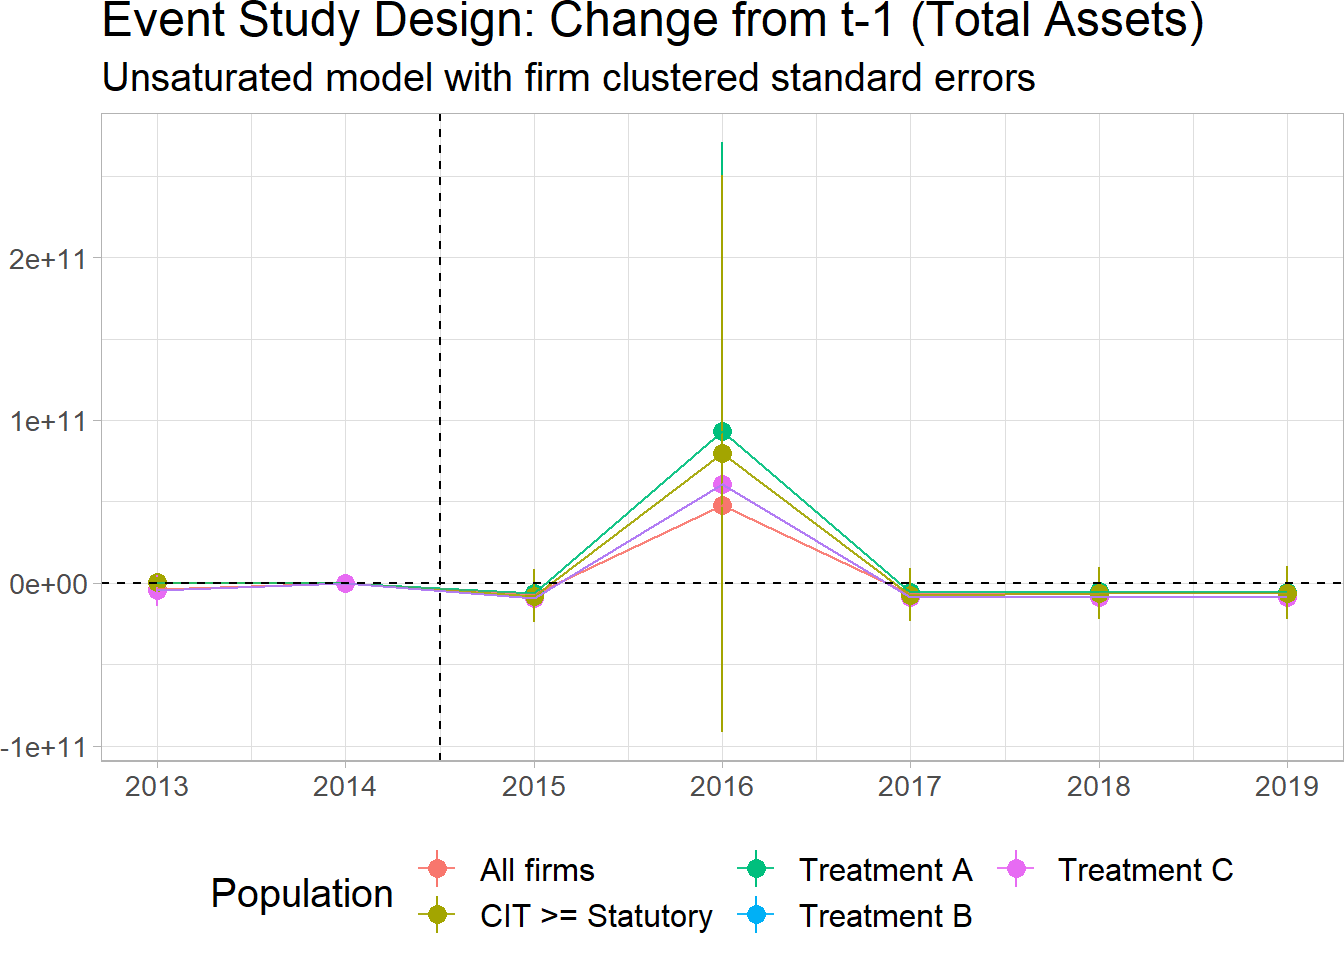 Event Study Design: Change from t-1 (Total Assets)
Unsaturated model with firm clustered standard errors
2e+11
1e+11
0e+00
-1e+11
2013 2014 2015 2016 2017 2018 2019
Population
All firms Treatment A Treatment C
CIT >= Statutory Treatment B